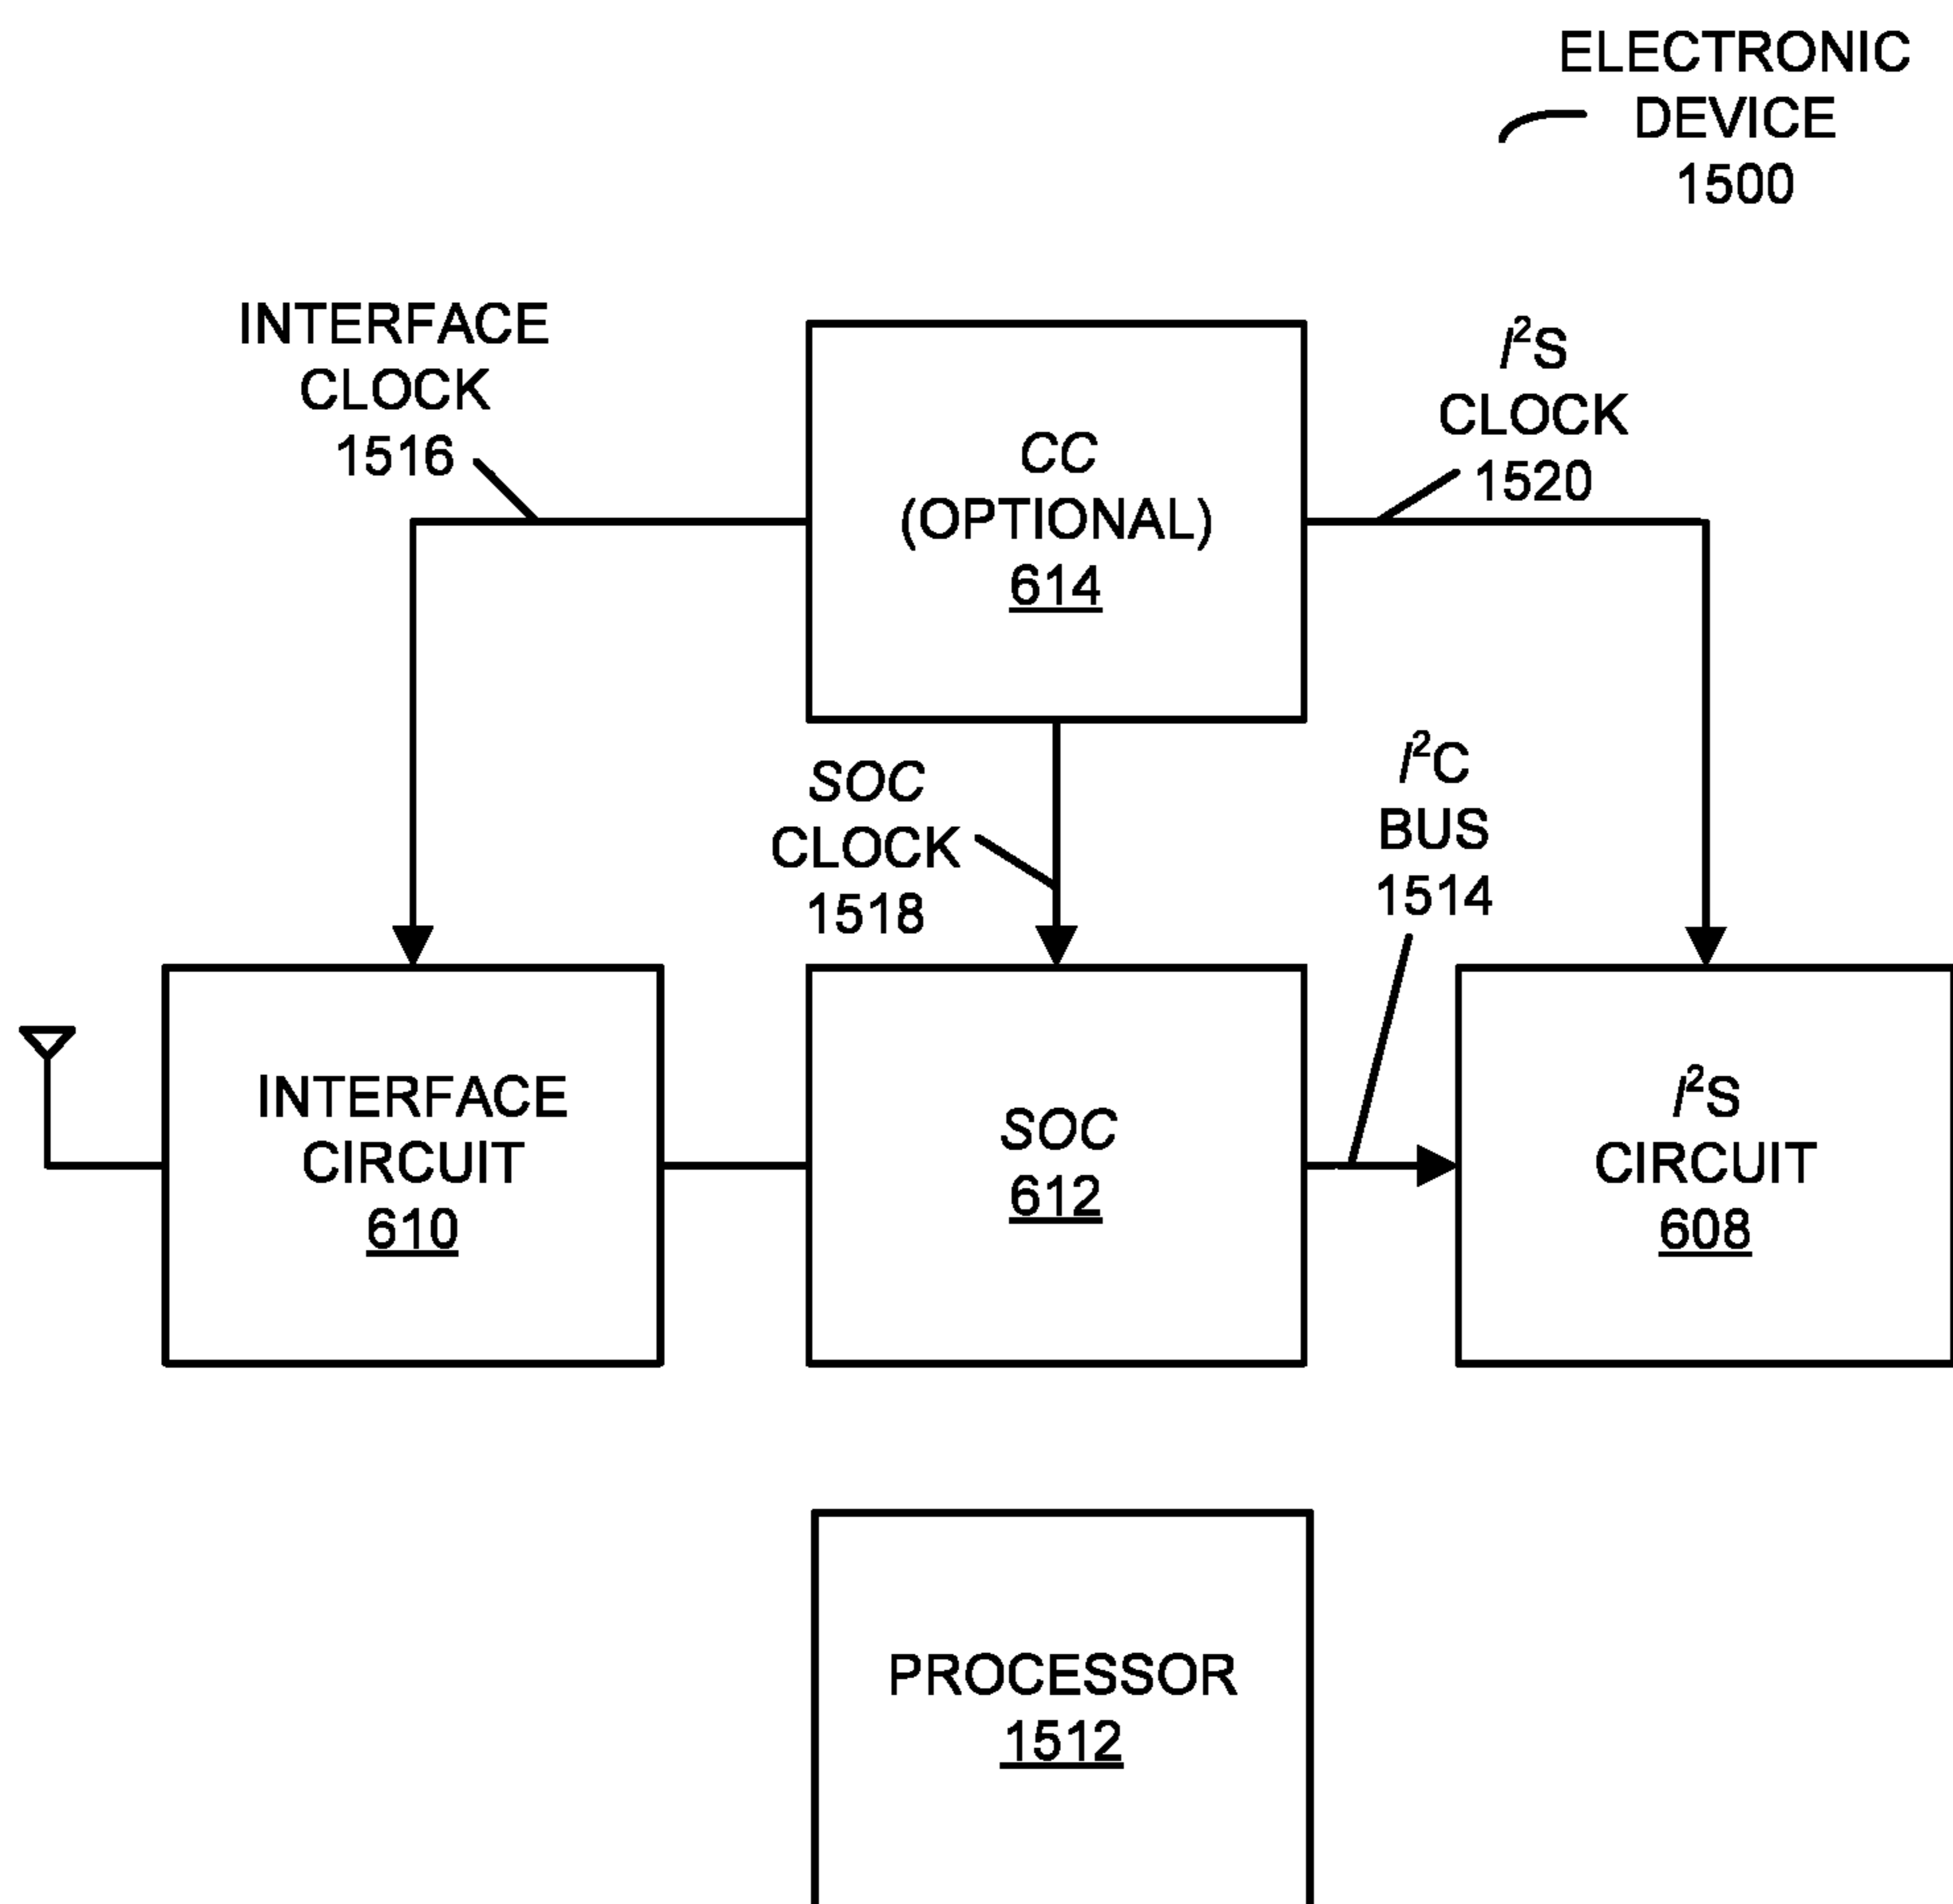 ELECTRONIC
DEVICE
1500
INTERFACE
CLOCK
1516
CC
(OPTIONAL)
614
I²S
CLOCK
1520
SOC
CLOCK
1518
I²C
BUS
1514
INTERFACE
CIRCUIT
610
SOC
612
I²S
CIRCUIT
608
PROCESSOR
1512